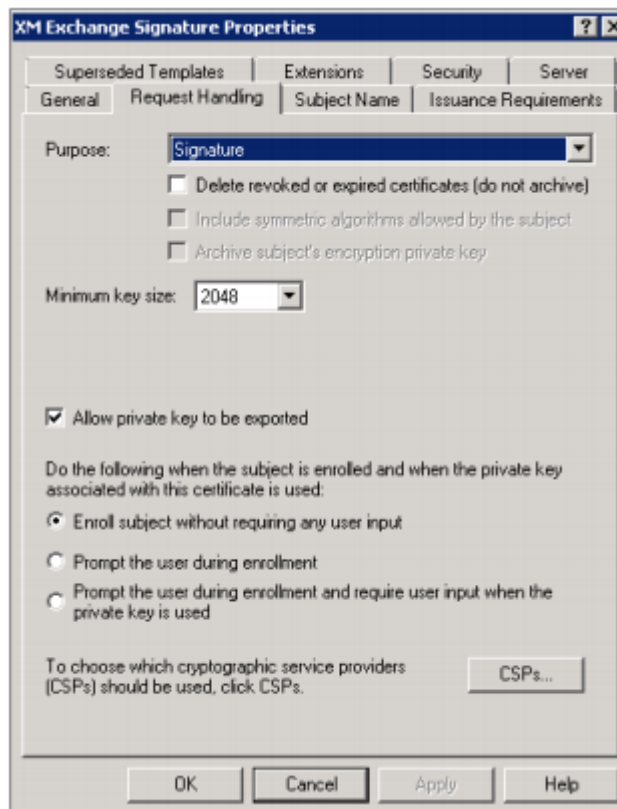 XM Exchange Signature Properties
Superseded Templates Extensions Security Server
General Request Handling Subject Name Issuance Requirements
Purpose: Signature
Delete revoked or expired certificates (do not archive)
Include symmetric algorithms allowed by the subject
Archive subject's encryption private key
Minimum key size: 2048
Allow private key to be exported
Do the following when the subject is enrolled and when the private key
associated with this certificate is used:
Enroll subject without requiring any user input
Prompt the user during enrollment
Prompt the user during enrollment and require user input when the
private key is used
To choose which cryptographic service providers
(CSPs) should be used, click CSPs.
CSPs...
OK Cancel Apply Help